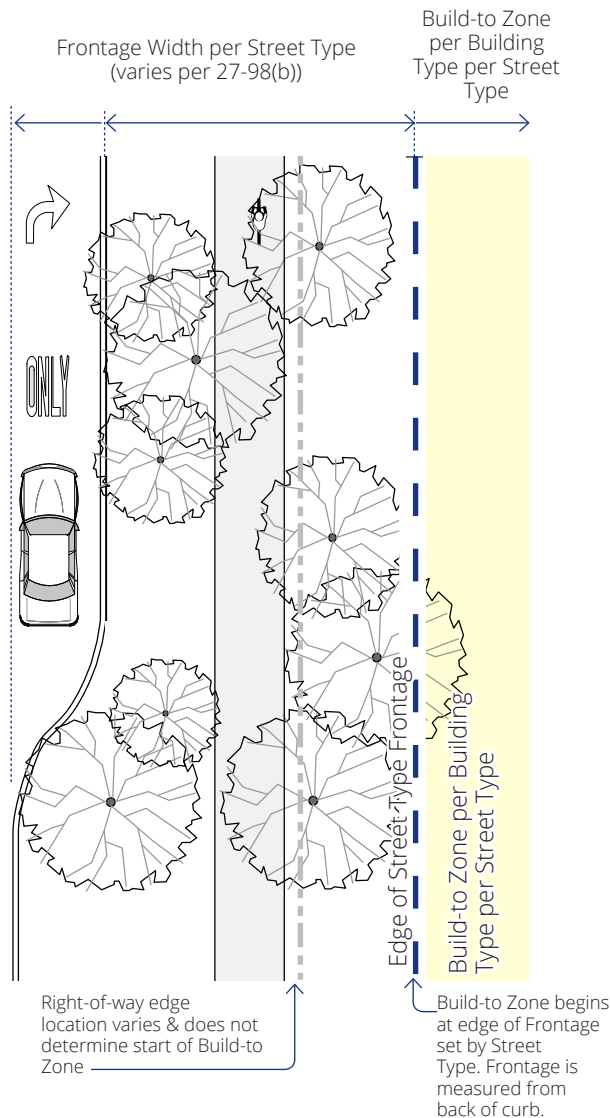 Frontage Width per Street Type
(varies per 27-98(b))
Build-to Zone
per Building
Type per Street
Type
ONLY
Edge of Street Type Frontage
Build-to Zone per Building
Type per Street Type
Right-of-way edge
location varies & does not
determine start of Build-to
Zone
Build-to Zone begins
at edge of Frontage
set by Street
Type. Frontage is
measured from
back of curb.